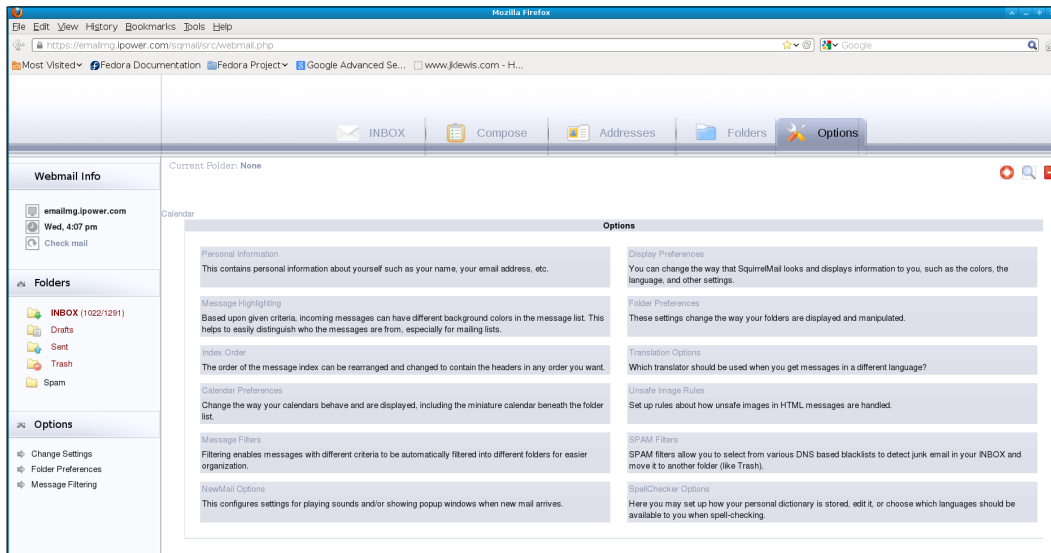 Mozilla Firefox
File Edit View History Bookmarks Tools Help
https://emailmg.ipower.com/sqmail/src/webmail.php
Google
Most Visited
Fedora Documentation
Fedora Project
Google Advanced Se...
www.jklewis.com - H...
INBOX
Compose
Addresses
Folders
Options
Webmail Info
emailmg.ipower.com
Wed, 4:07 pm
Check mail
Folders
INBOX (1022/1291)
Drafts
Sent
Trash
Spam
Options
Change Settings
Folder Preferences
Message Filtering
Current Folder: None
Calendar
Options
Personal Information
This contains personal information about yourself such as your name, your email address, etc.
Display Preferences
You can change the way that SquirrelMail looks and displays information to you, such as the colors, the
language, and other settings.
Message Highlighting
Based upon given criteria, incoming messages can have different background colors in the message list. This
helps to easily distinguish who the messages are from, especially for mailing lists.
Folder Preferences
These settings change the way your folders are displayed and manipulated.
Index Order
The order of the message index can be rearranged and changed to contain the headers in any order you want.
Translation Options
Which translator should be used when you get messages in a different language?
Calendar Preferences
Change the way your calendars behave and are displayed, including the miniature calendar beneath the folder
list.
Unsafe Image Rules
Set up rules about how unsafe images in HTML messages are handled.
Message Filters
Filtering enables messages with different criteria to be automatically filtered into different folders for easier
organization.
SPAM Filters
SPAM filters allow you to select from various DNS based blacklists to detect junk email in your INBOX and
move it to another folder (like Trash).
NewMail Options
This configures settings for playing sounds and/or showing popup windows when new mail arrives.
SpellChecker Options
Here you may set up how your personal dictionary is stored, edit it, or choose which languages should be
available to you when spell-checking.